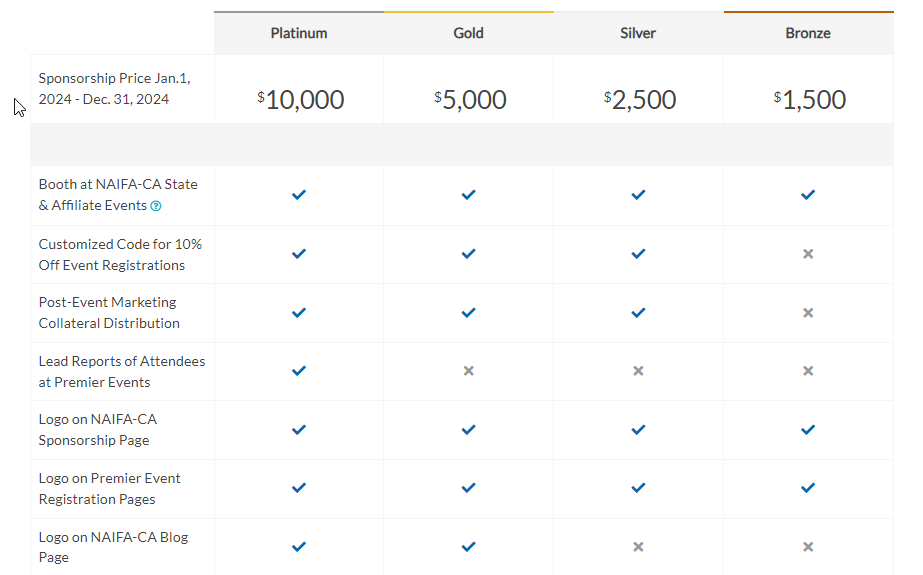 Platinum Gold Silver Bronze
Sponsorship Price Jan.1,
2024 - Dec. 31, 2024
$10,000 $5,000 $2,500 $1,500
Booth at NAIFA-CA State
& Affiliate Events ?
Customized Code for 10%
Off Event Registrations
Post-Event Marketing
Collateral Distribution
Lead Reports of Attendees
at Premier Events
Logo on NAIFA-CA
Sponsorship Page
Logo on Premier Event
Registration Pages
Logo on NAIFA-CA Blog
Page